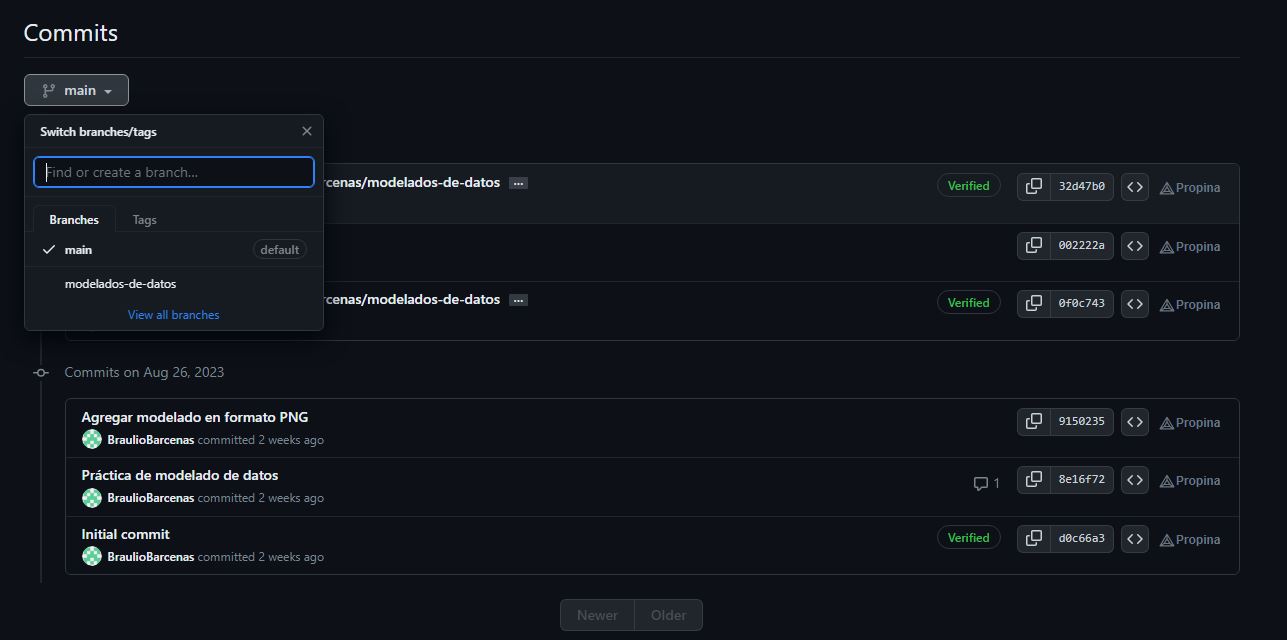 Commits
main
Switch branches/tags
Find or create a branch...
Branches Tags
main default
modelados-de-datos
View all branches
rcenas/modelados-de-datos ... Verified 32d47b0 Propina
002222a Propina
rcenas/modelados-de-datos ... Verified 0f0c743 Propina
Commits on Aug 26, 2023
Agregar modelado en formato PNG
BraulioBarcenas committed 2 weeks ago
9150235 Propina
Práctica de modelado de datos
BraulioBarcenas committed 2 weeks ago
1 8e16f72 Propina
Initial commit
BraulioBarcenas committed 2 weeks ago
Verified d0c66a3 Propina
Newer Older